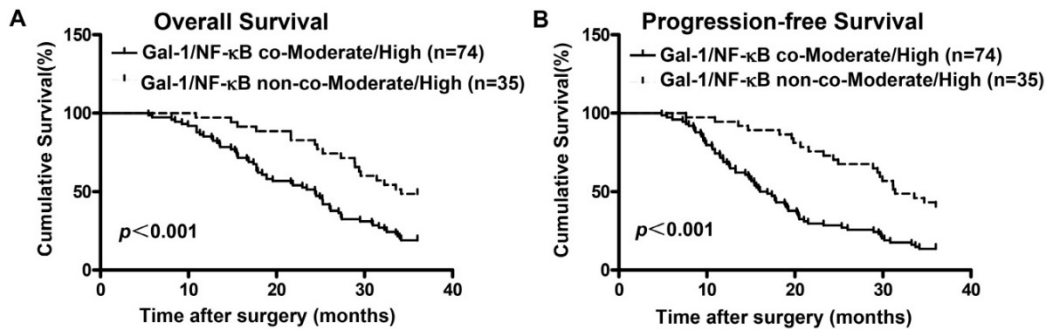 A
Overall Survival
150
Gal-1/NF-κB co-Moderate/High (n=74)
Gal-1/NF-κB non-co-Moderate/High (n=35)
100
50
0
Cumulative Survival(%)
p<0.001
0 10 20 30 40
Time after surgery (months)
B
Progression-free Survival
150
Gal-1/NF-κB co-Moderate/High (n=74)
Gal-1/NF-κB non-co-Moderate/High (n=35)
100
50
0
Cumulative Survival(%)
p<0.001
0 10 20 30 40
Time after surgery (months)